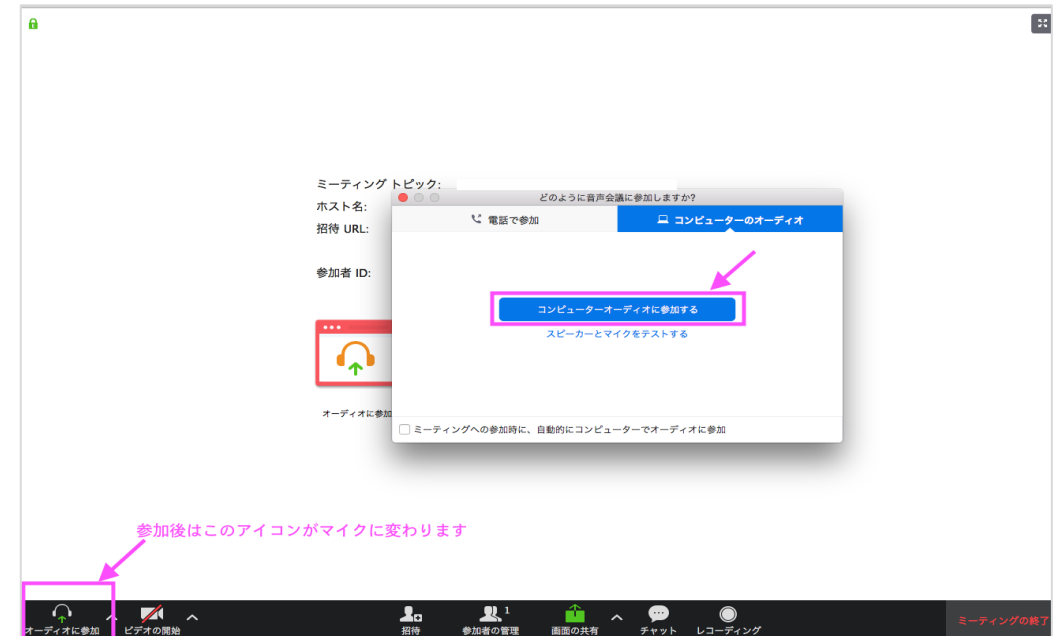 ミーティング トピック:
ホスト名:
招待 URL:
参加者 ID:
どのように音声会議に参加しますか?
電話で参加
コンピューターのオーディオ
コンピューターオーディオに参加する
スピーカーとマイクをテストする
オーディオに参加
ミーティングへの参加時に、自動的にコンピューターでオーディオに参加
参加後はこのアイコンがマイクに変わります
オーディオに参加
ビデオの開始
招待
1
参加者の管理
画面の共有
チャット
レコーディング
ミーティングの終了